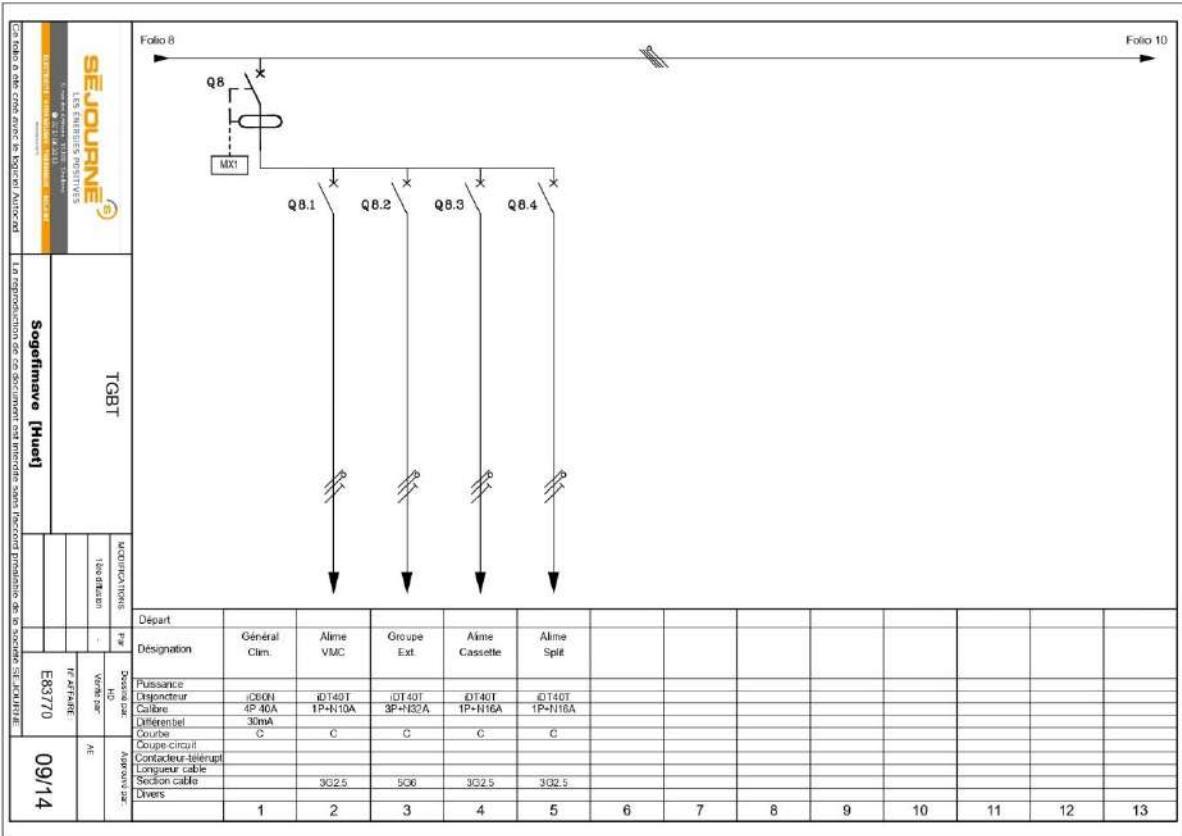 Folio 8
Folio 10
Q8
MX1
Q8.1
Q8.2
Q8.3
Q8.4
Départ
Désignation
Général Clim.
Alime VMC
Groupe Ext.
Alime Cassette
Alime Split
Puissance
Disjoncteur iC60N iDT40T iDT40T iDT40T iDT40T
Calibre 4P 40A 1P+N10A 3P+N32A 1P+N16A 1P+N16A
Différentiel 30mA
Courbe C C C C C
Coupe-circuit
Contacteur-télérupt
Longueur cable
Section cable 3G2.5 5G6 3G2.5 3G2.5
Divers
1 2 3 4 5 6 7 8 9 10 11 12 13
SÉJOURNÉ
LES ÉNERGIES POSITIVES
TGBT
Sogefimave [Huet]
MODIFICATIONS
Par
1ère diffusion
-
Dessiné par:
HD
Vérifié par:
AE
Approuvé par:
N° AFFAIRE:
E83770
09/14
Ce folio a été créé avec le logiciel Autocad
La reproduction de ce document est interdite sans l'accord préalable de la société SEJOURNE